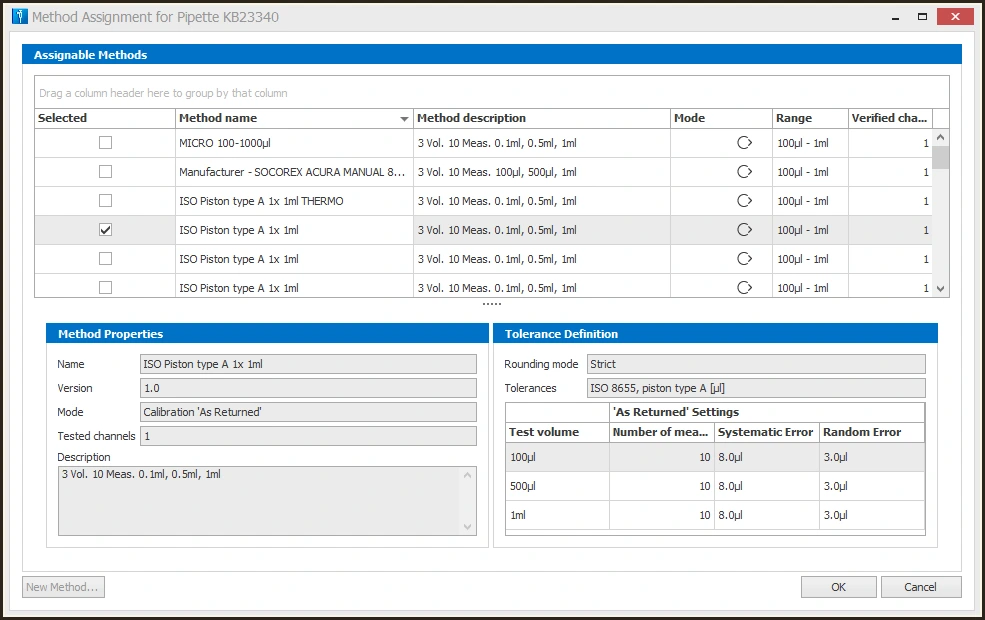 Method Assignment for Pipette KB23340
Assignable Methods
Drag a column header here to group by that column
Selected Method name Method description Mode Range Verified cha...
MICRO 100-1000µl 3 Vol. 10 Meas. 0.1ml, 0.5ml, 1ml 100µl - 1ml 1
Manufacturer - SOCOREX ACURA MANUAL 8... 3 Vol. 10 Meas. 100µl, 500µl, 1ml 100µl - 1ml 1
ISO Piston type A 1x 1ml THERMO 3 Vol. 10 Meas. 0.1ml, 0.5ml, 1ml 100µl - 1ml 1
ISO Piston type A 1x 1ml 3 Vol. 10 Meas. 0.1ml, 0.5ml, 1ml 100µl - 1ml 1
ISO Piston type A 1x 1ml 3 Vol. 10 Meas. 0.1ml, 0.5ml, 1ml 100µl - 1ml 1
ISO Piston type A 1x 1ml 3 Vol. 10 Meas. 0.1ml, 0.5ml, 1ml 100µl - 1ml 1
Method Properties
Name ISO Piston type A 1x 1ml
Version 1.0
Mode Calibration 'As Returned'
Tested channels 1
Description
3 Vol. 10 Meas. 0.1ml, 0.5ml, 1ml
Tolerance Definition
Rounding mode Strict
Tolerances ISO 8655, piston type A [µl]
'As Returned' Settings
Test volume Number of mea... Systematic Error Random Error
100µl 10 8.0µl 3.0µl
500µl 10 8.0µl 3.0µl
1ml 10 8.0µl 3.0µl
New Method... OK Cancel